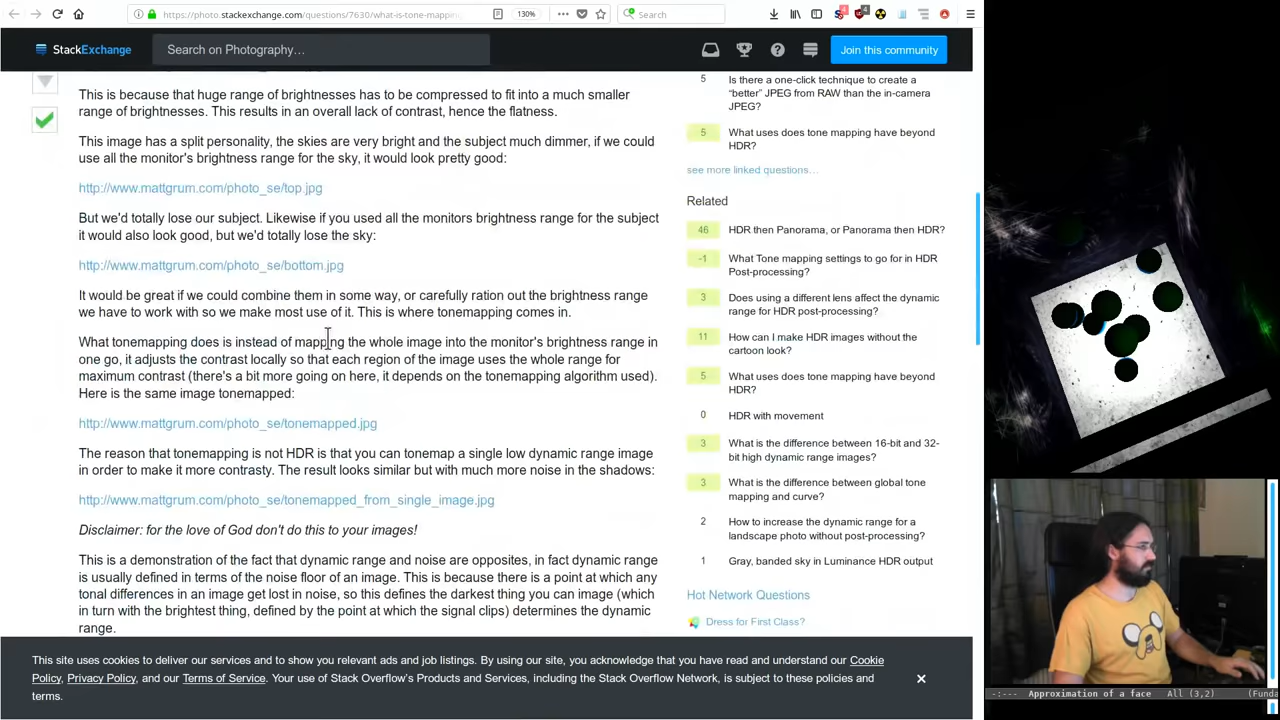 https://photo.stackexchange.com/questions/7630/what-is-tone-mapping
130%
Search
4
4
StackExchange
Search on Photography…
Join this community
This is because that huge range of brightnesses has to be compressed to fit into a much smaller
range of brightnesses. This results in an overall lack of contrast, hence the flatness.
This image has a split personality, the skies are very bright and the subject much dimmer, if we could
use all the monitor's brightness range for the sky, it would look pretty good:
http://www.mattgrum.com/photo_se/top.jpg
But we'd totally lose our subject. Likewise if you used all the monitors brightness range for the subject
it would also look good, but we'd totally lose the sky:
http://www.mattgrum.com/photo_se/bottom.jpg
It would be great if we could combine them in some way, or carefully ration out the brightness range
we have to work with so we make most use of it. This is where tonemapping comes in.
What tonemapping does is instead of mapping the whole image into the monitor's brightness range in
one go, it adjusts the contrast locally so that each region of the image uses the whole range for
maximum contrast (there's a bit more going on here, it depends on the tonemapping algorithm used).
Here is the same image tonemapped:
http://www.mattgrum.com/photo_se/tonemapped.jpg
The reason that tonemapping is not HDR is that you can tonemap a single low dynamic range image
in order to make it more contrasty. The result looks similar but with much more noise in the shadows:
http://www.mattgrum.com/photo_se/tonemapped_from_single_image.jpg
Disclaimer: for the love of God don't do this to your images!
This is a demonstration of the fact that dynamic range and noise are opposites, in fact dynamic range
is usually defined in terms of the noise floor of an image. This is because there is a point at which any
tonal differences in an image get lost in noise, so this defines the darkest thing you can image (which
in turn with the brightest thing, defined by the point at which the signal clips) determines the dynamic
range.
5
Is there a one-click technique to create a
“better” JPEG from RAW than the in-camera
JPEG?
5
What uses does tone mapping have beyond
HDR?
see more linked questions…
Related
46
HDR then Panorama, or Panorama then HDR?
-1
What Tone mapping settings to go for in HDR
Post-processing?
3
Does using a different lens affect the dynamic
range for HDR post-processing?
11
How can I make HDR images without the
cartoon look?
5
What uses does tone mapping have beyond
HDR?
0
HDR with movement
3
What is the difference between 16-bit and 32-
bit high dynamic range images?
3
What is the difference between global tone
mapping and curve?
2
How to increase the dynamic range for a
landscape photo without post-processing?
1
Gray, banded sky in Luminance HDR output
Hot Network Questions
Dress for First Class?
This site uses cookies to deliver our services and to show you relevant ads and job listings. By using our site, you acknowledge that you have read and understand our Cookie
Policy, Privacy Policy, and our Terms of Service. Your use of Stack Overflow's Products and Services, including the Stack Overflow Network, is subject to these policies and
terms.
-:--- Approximation of a face All (3,2) (Funda